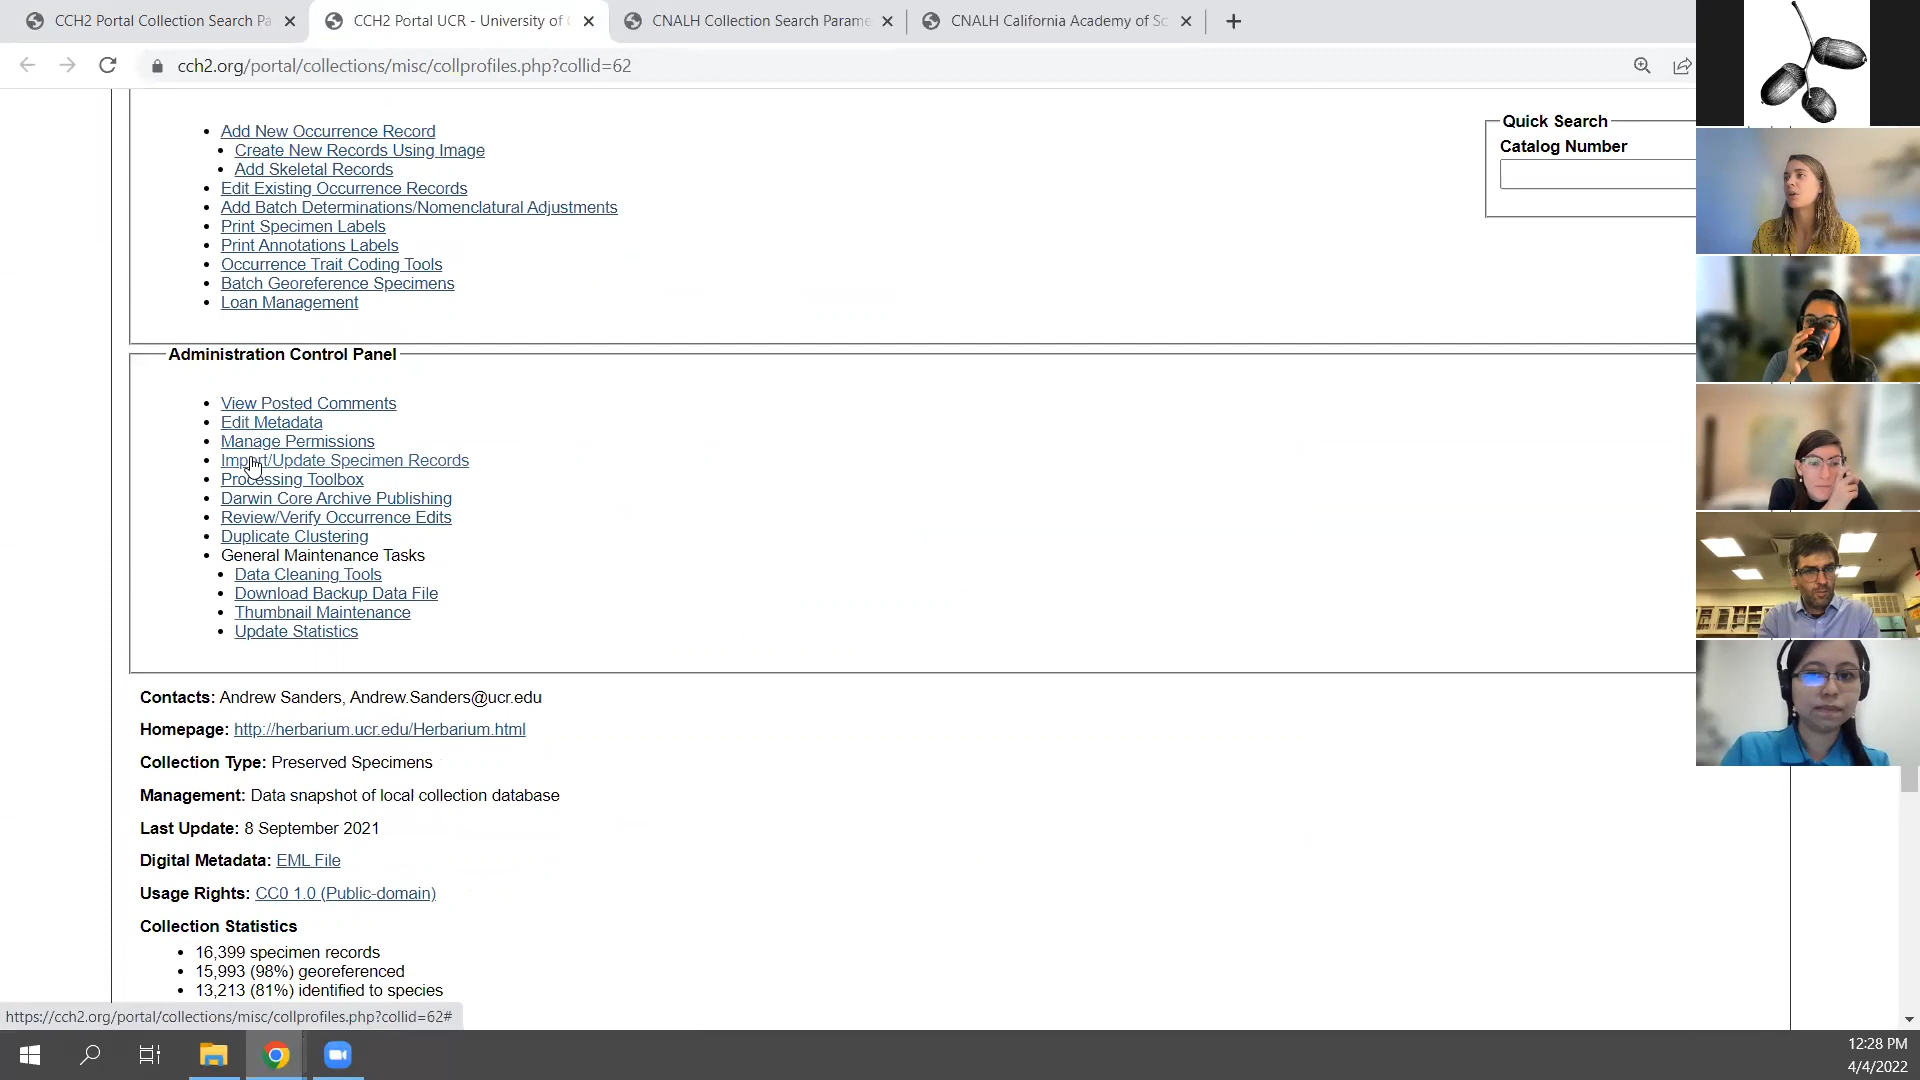 CCH2 Portal Collection Search Pa
CCH2 Portal UCR - University of
CNALH Collection Search Parame
CNALH California Academy of Sc
cch2.org/portal/collections/misc/collprofiles.php?collid=62
Add New Occurrence Record
Create New Records Using Image
Add Skeletal Records
Edit Existing Occurrence Records
Add Batch Determinations/Nomenclatural Adjustments
Print Specimen Labels
Print Annotations Labels
Occurrence Trait Coding Tools
Batch Georeference Specimens
Loan Management
Quick Search
Catalog Number
Administration Control Panel
View Posted Comments
Edit Metadata
Manage Permissions
Import/Update Specimen Records
Processing Toolbox
Darwin Core Archive Publishing
Review/Verify Occurrence Edits
Duplicate Clustering
General Maintenance Tasks
Data Cleaning Tools
Download Backup Data File
Thumbnail Maintenance
Update Statistics
Contacts: Andrew Sanders, Andrew.Sanders@ucr.edu
Homepage: http://herbarium.ucr.edu/Herbarium.html
Collection Type: Preserved Specimens
Management: Data snapshot of local collection database
Last Update: 8 September 2021
Digital Metadata: EML File
Usage Rights: CC0 1.0 (Public-domain)
Collection Statistics
16,399 specimen records
15,993 (98%) georeferenced
13,213 (81%) identified to species
https://cch2.org/portal/collections/misc/collprofiles.php?collid=62#
12:28 PM
4/4/2022